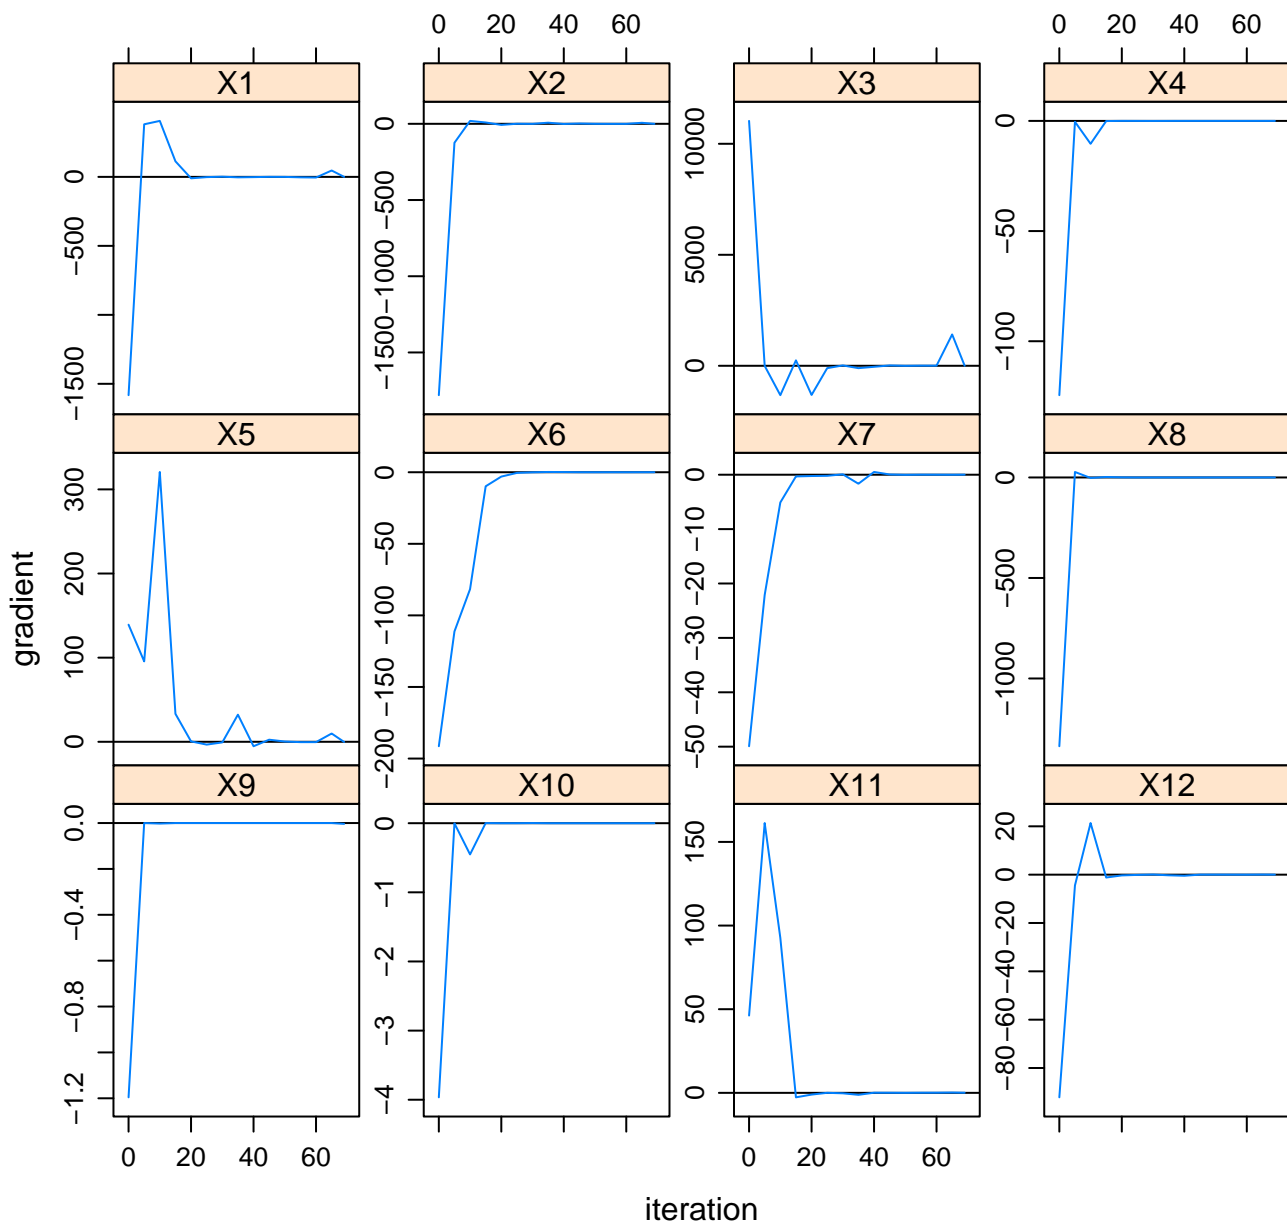 0 20 40 60 0 20 40 60
X1 X2 X3 X4
−1500 −500 0
−1500 −1000 −500 0
0 5000 10000
−100 −50 0
X5 X6 X7 X8
0 100 200 300
−200 −150 −100 −50 0
−50 −40 −30 −20 −10 0
−1000 −500 0
X9 X10 X11 X12
−1.2 −0.8 −0.4 0.0
−4 −3 −2 −1 0
0 50 100 150
−80 −60 −40 −20 0 20
0 20 40 60 0 20 40 60
gradient
iteration